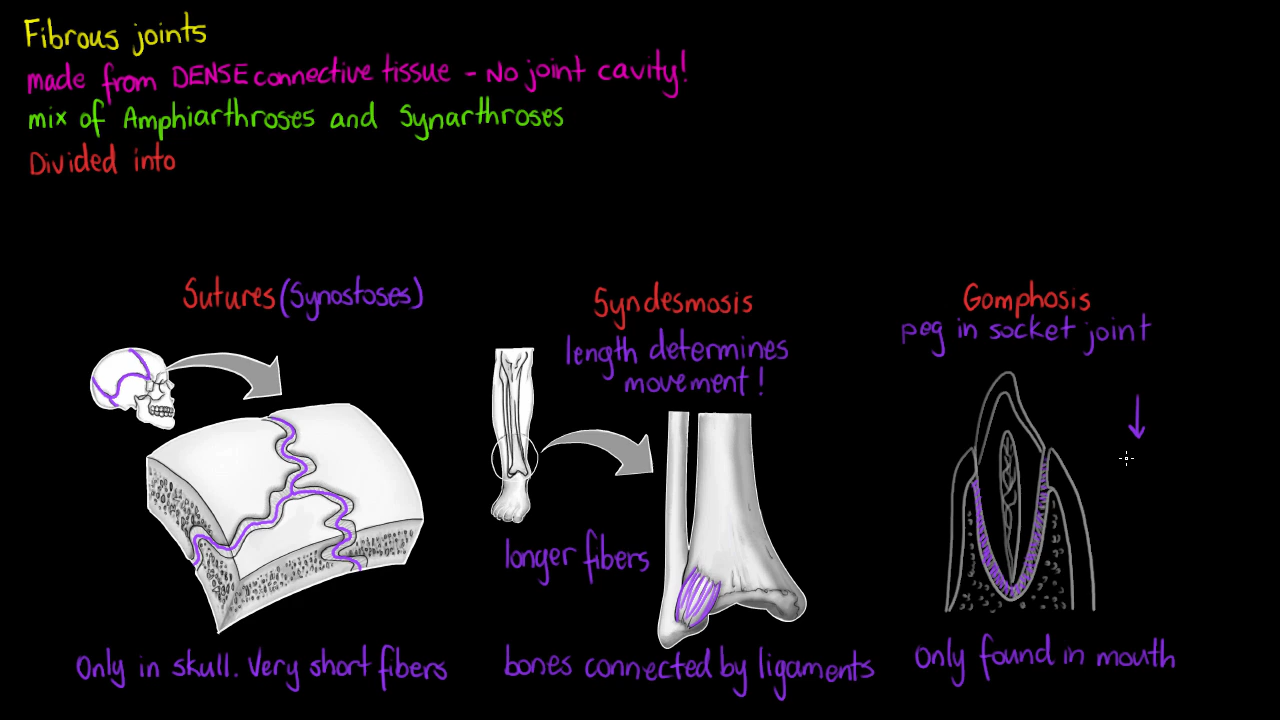 Fibrous joints
made from DENSE connective tissue - No joint cavity!
mix of Amphiarthroses and Synarthroses
Divided into
Sutures (Synostoses)
Only in skull. Very short fibers
Syndesmosis
length determines
movement!
longer fibers
bones connected by ligaments
Gomphosis
peg in socket joint
Only found in mouth